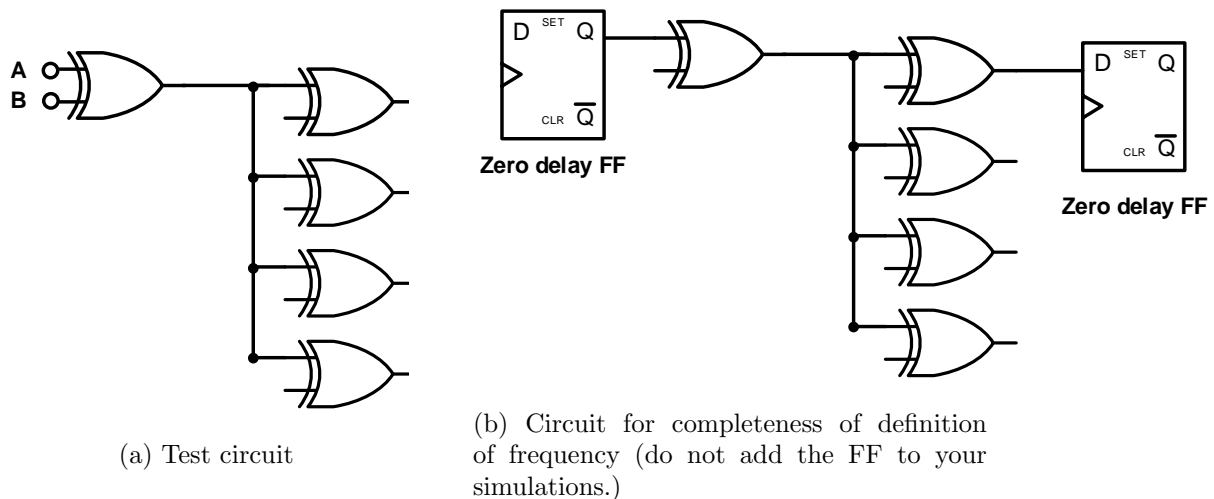 A
B
(a) Test circuit
D SET Q
CLR Q
Zero delay FF
D SET Q
CLR Q
Zero delay FF
(b) Circuit for completeness of definition
of frequency (do not add the FF to your
simulations.)